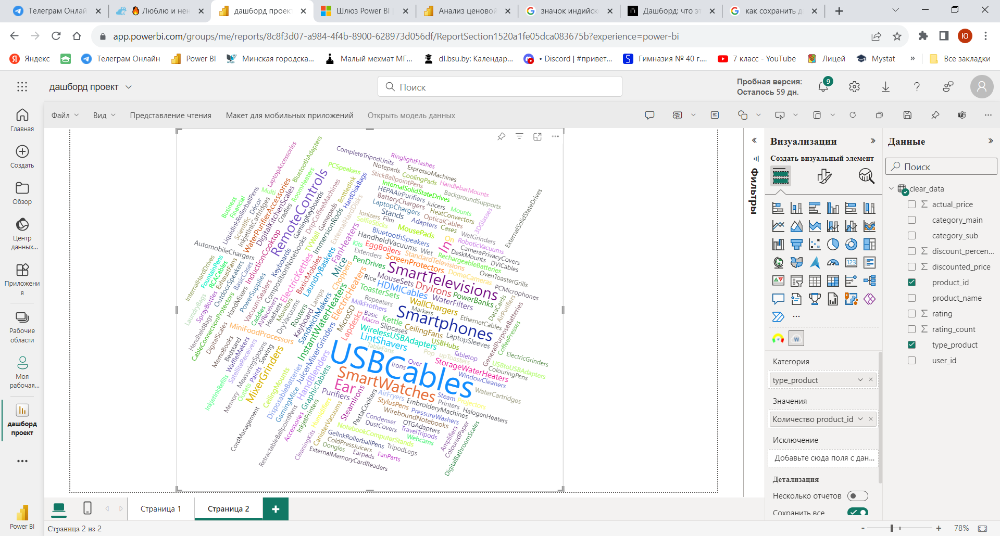 Телеграм Онлай
🔥 Люблю и нен
дашборд проект
Шлюз Power BI |
Анализ ценовой
значок индийск
Дашборд: что э
как сохранить д
app.powerbi.com/groups/me/reports/8c8f3d07-a984-4f4b-8900-628973d056df/ReportSection1520a1fe05dca083675b?experience=power-bi
Ю
Яндекс
Телеграм Онлайн
Power BI
Минская городска...
Малый мехмат МГ...
dl.bsu.by: Календар...
• Discord | #привет...
Гимназия № 40 г....
7 класс - YouTube
Лицей
Mystat
»
Все закладки
дашборд проект
Поиск
Пробная версия:
Осталось 59 дн.
9
Файл
Вид
Представление чтения
Макет для мобильных приложений
Открыть модель данных
Главная
Создать
Обзор
Центр
данных...
Приложени
я
Рабочие
области
Моя
рабочая...
дашборд
проект
Power BI
CompleteTripodUnits
RinglightFlashes
LaptopAccessories
BluetoothAdapters
PCSpeakers
Notepads
EspressoMachines
StickBallpointPens
CoolingPads
HandlebarMounts
InternalSolidStateDrives
HEPAAirPurifiers
BackgroundSupports
BatteryChargers
Juicers
Mounts
LaptopChargers
HeatConvectors
3DGlasses
ExternalSolidStateDrives
Stands
OpticalCables
Ionizers
Film
Adapters
Cases
WetGrinders
SelfieSticks
MousePads
BluetoothSpeakers
On
RoboticVacuums
HandheldVacuums
Wet
In
CameraPrivacyCovers
Kits
EggBoilers
DeskMounts
DVICables
Extenders
StandardTelevisions
RechargeableBatteries
PenDrives
ScreenProtectors
DomeCameras
OvenToasterGrills
SmartTelevisions
PCMicrophones
Rice
MouseSets
DryIrons
HDMICables
PowerBanks
ToasterSets
WaterFilters
DataCards
AirPurifiers
Repeaters
WallChargers
MilkFrothers
Markers
EthernetCables
GeneralPurposeBatteries
Smartphones
Basic
Macro
Kettle
CeilingFans
LaptopSleeves
CoffeePresses
Slipcases
WirelessUSBAdapters
USBHubs
LintShavers
TableFans
Pop
upToasters
Tabletop
ElectricGrinders
USBCables
Irons
Over
StorageWaterHeaters
USBtoUSBAdapters
ColouringPens
WindowCleaners
WaterCartridges
SmartWatches
Ear
Purifiers
AirFryers
Steam
Projectors
Printers
EmbroideryMachines
HalogenHeaters
StylusPens
PressureWashers
WireboundNotebooks
Condenser
OTGAdapters
DustCovers
TravelTripods
NotebookComputerStands
Webcams
Amplifiers
ColouredPaper
DigitalBathroomScales
GelInkRollerballPens
TripodLegs
ColdPressJuicers
Dongles
Earpads
FanParts
ExternalMemoryCardReaders
RoomHeaters
RemoteControls
HardDiskBags
BottledInk
Business
Financial
LiquidInkRollerballPens
Multi
WaterPurifierAccessories
Décor
Scientific
InkjetCartridges
DigitalKitchenScales
Cradles
GamingKeyboards
DripCoffeeMachines
Gamepads
ExternalHardDisks
TVWall
ImmersionRods
FanHeaters
AutomobileChargers
InductionCooktop
Keyboards
CompositionNotebooks
BasicMobiles
LaundryBaskets
Mice
Choppers
InternalHardDrives
FountainPens
RCACables
ExhaustFans
OutdoorSpeakers
BasicCases
PowerSupplies
VacuumSealers
ElectricKettles
ElectricHeaters
LaundryBags
SprayBottles
HandMixers
Caddies
AVReceivers
Headsets
Monitors
DryVacuums
Routers
Keyboard
Lamps
SandwichMakers
InstantWaterHeaters
MicroSD
Lapdesks
HandheldBags
CableConnectionProtectors
DigitalScales
MiniFoodProcessors
MemoBooks
Bedstand
WaffleMakers
SatelliteReceivers
MeasuringSpoons
Sewing
MixerGrinders
JuicerMixerGrinders
HandBlenders
GraphicTablets
InkjetInkRefills
Memory
Outlets
Paints
CeilingMounts
DisposableBatteries
GamingMice
CordManagement
RetractableBallpointPens
Accessories
InkjetPrinters
Humidifiers
CleaningKits
CanisterVacuums
SteamIrons
PastaCookers
Фильтры
Визуализации
Создать визуальный элемент
Категория
type_product
Значения
Количество product_id
Исключение
Добавьте сюда поля с дан...
Детализация
Несколько отчетов
Сохранить все
Данные
Поиск
clear_data
actual_price
category_main
category_sub
discount_percen...
discounted_price
product_id
product_name
rating
rating_count
type_product
user_id
Страница 1
Страница 2
Страница 2 из 2
78%